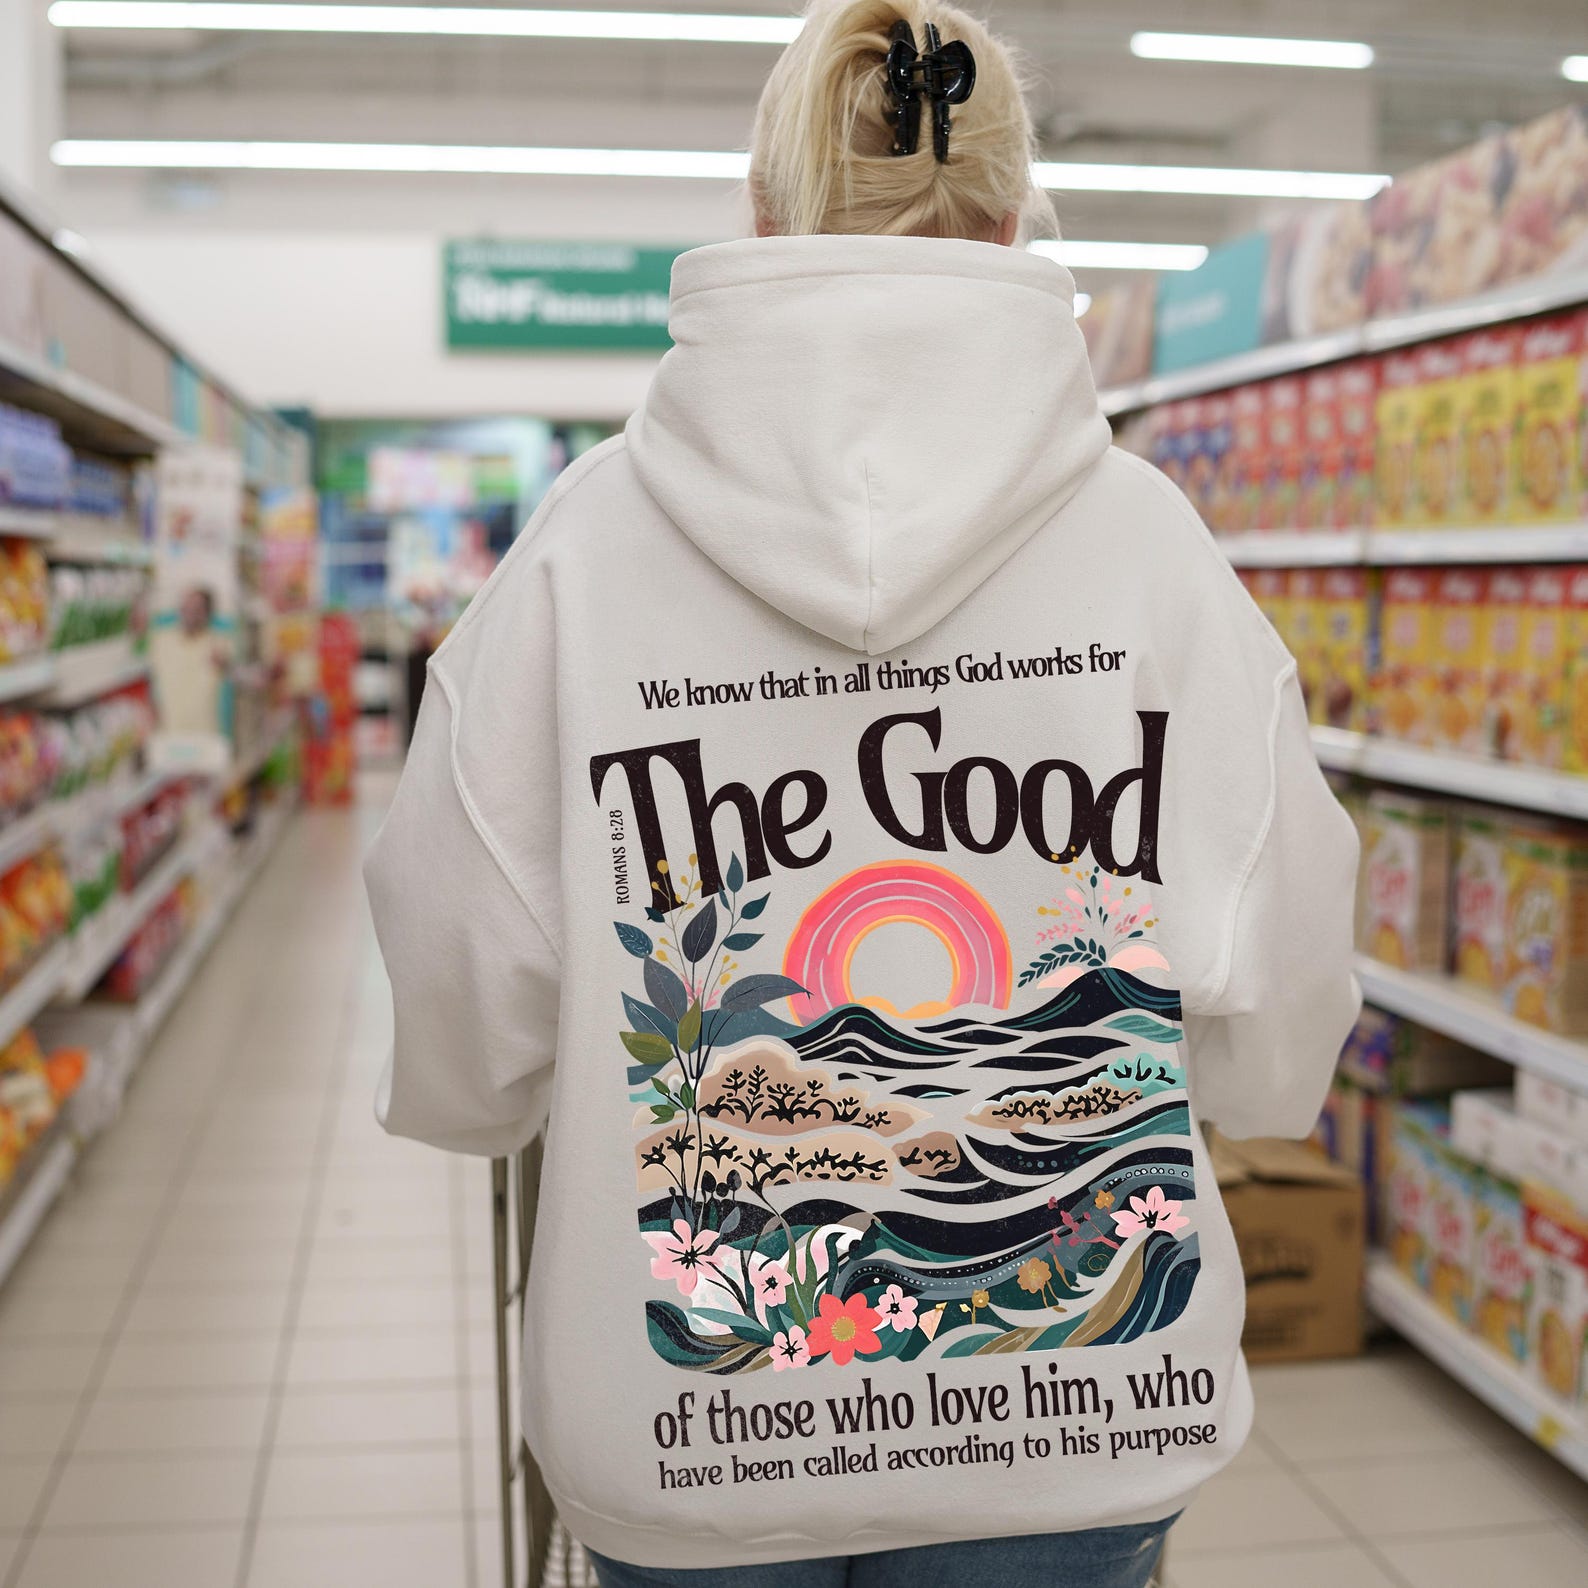 We know that in all things God works for
The Good
ROMANS 8:28
of those who love him, who
have been called according to his purpose